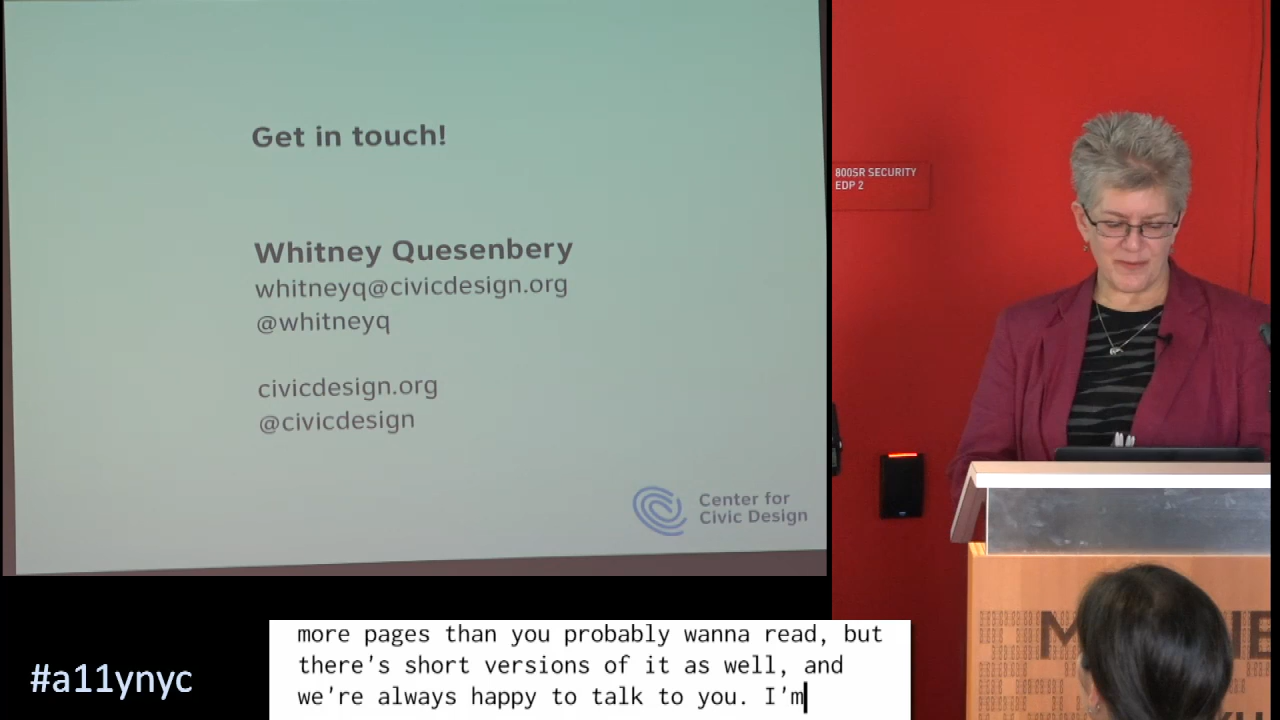 Get in touch!
Whitney Quesenbery
whitneyq@civicdesign.org
@whitneyq
civicdesign.org
@civicdesign
Center for
Civic Design
800SR SECURITY
EDP 2
#a11ynyc
more pages than you probably wanna read, but
there's short versions of it as well, and
we're always happy to talk to you. I'm